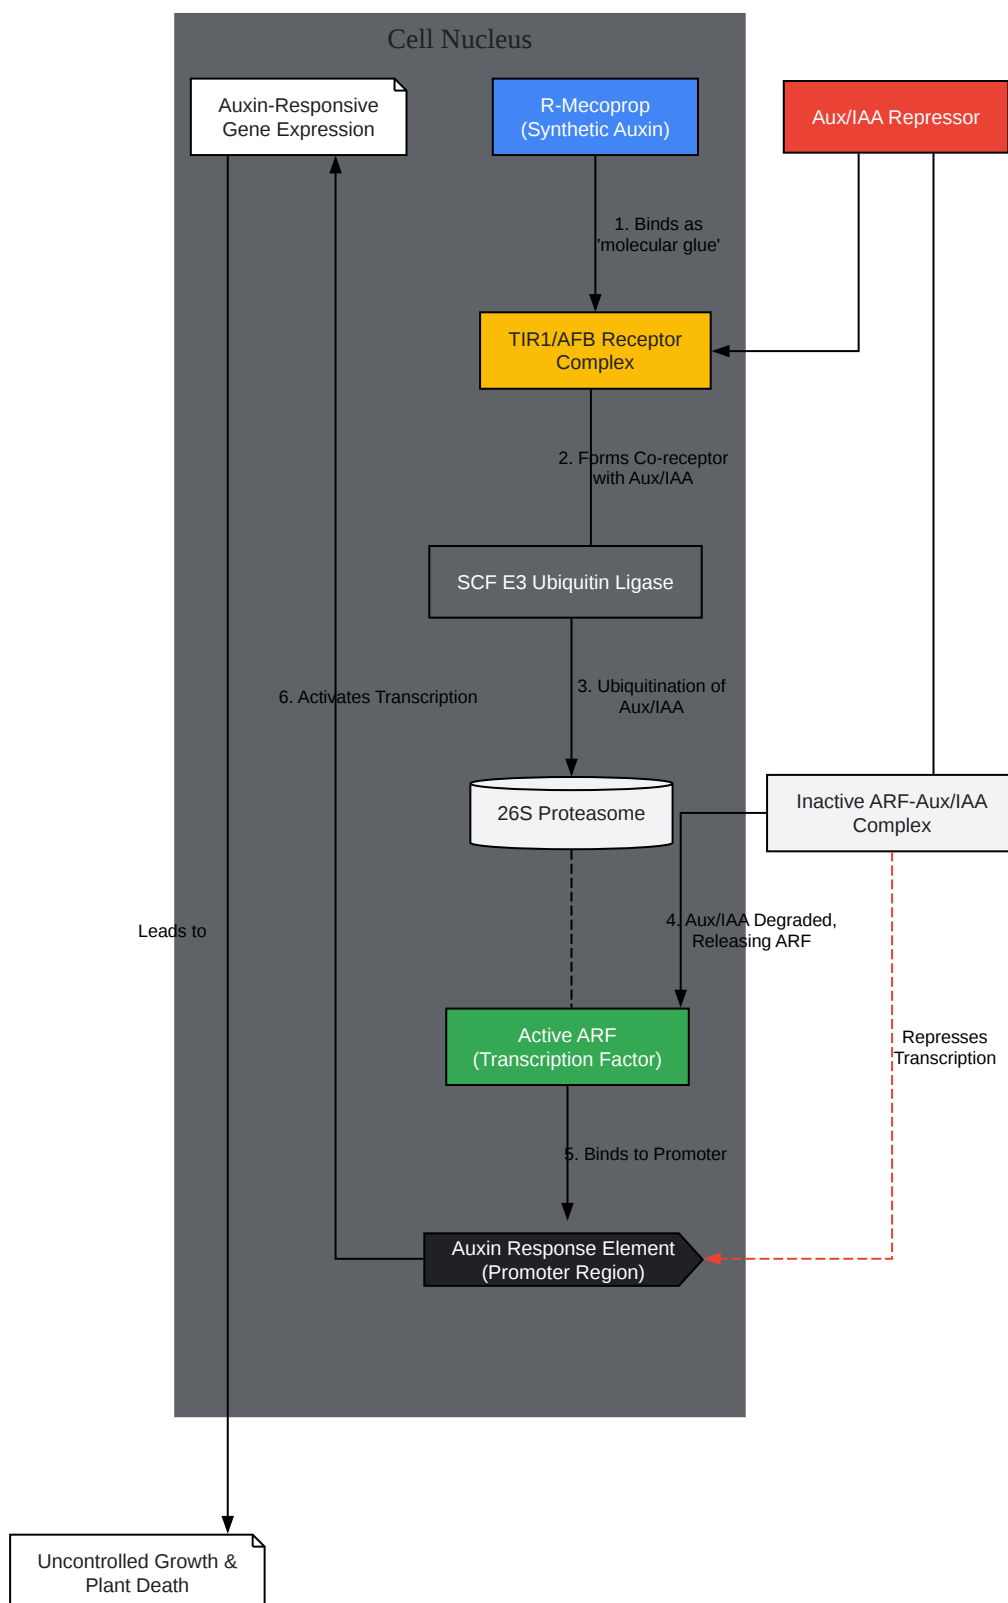 Cell Nucleus
Auxin-Responsive
Gene Expression
R-Mecoprop
(Synthetic Auxin)
Aux/IAA Repressor
1. Binds as
'molecular glue'
TIR1/AFB Receptor
Complex
2. Forms Co-receptor
with Aux/IAA
SCF E3 Ubiquitin Ligase
6. Activates Transcription
3. Ubiquitination of
Aux/IAA
26S Proteasome
Inactive ARF-Aux/IAA
Complex
Leads to
4. Aux/IAA Degraded,
Releasing ARF
Active ARF
(Transcription Factor)
Represses
Transcription
5. Binds to Promoter
Auxin Response Element
(Promoter Region)
Uncontrolled Growth &
Plant Death